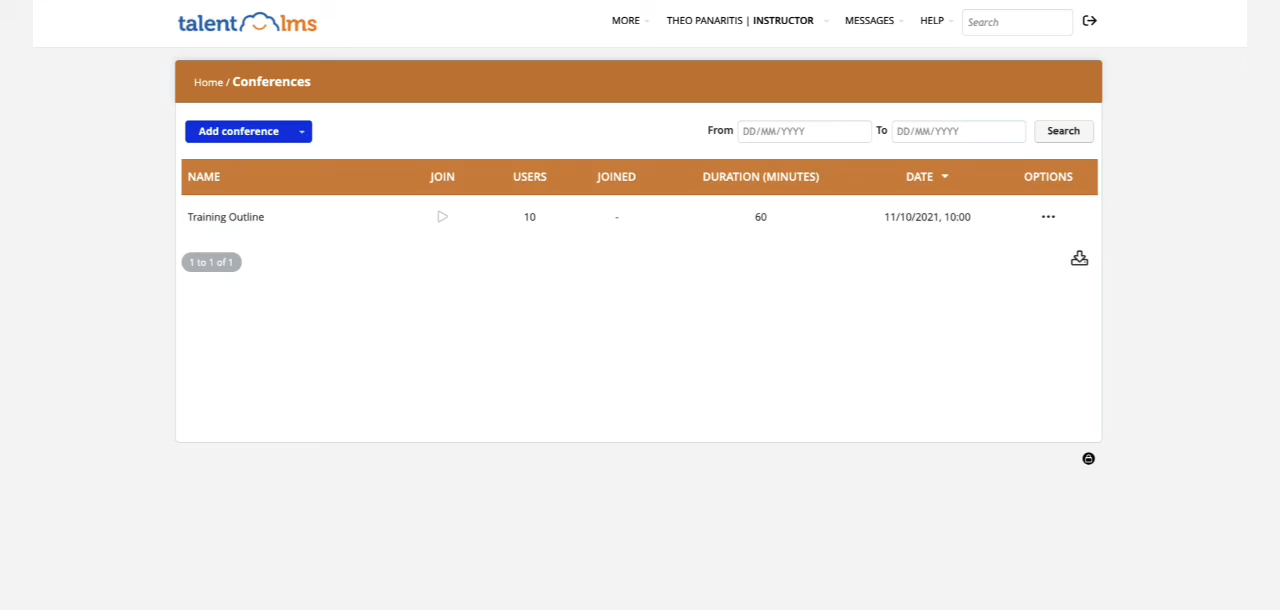 talentlms MORE THEO PANARITIS | INSTRUCTOR MESSAGES HELP Search
Home / Conferences
Add conference From DD/MM/YYYY To DD/MM/YYYY Search
NAME JOIN USERS JOINED DURATION (MINUTES) DATE OPTIONS
Training Outline 10 - 60 11/10/2021, 10:00 ...
1 to 1 of 1